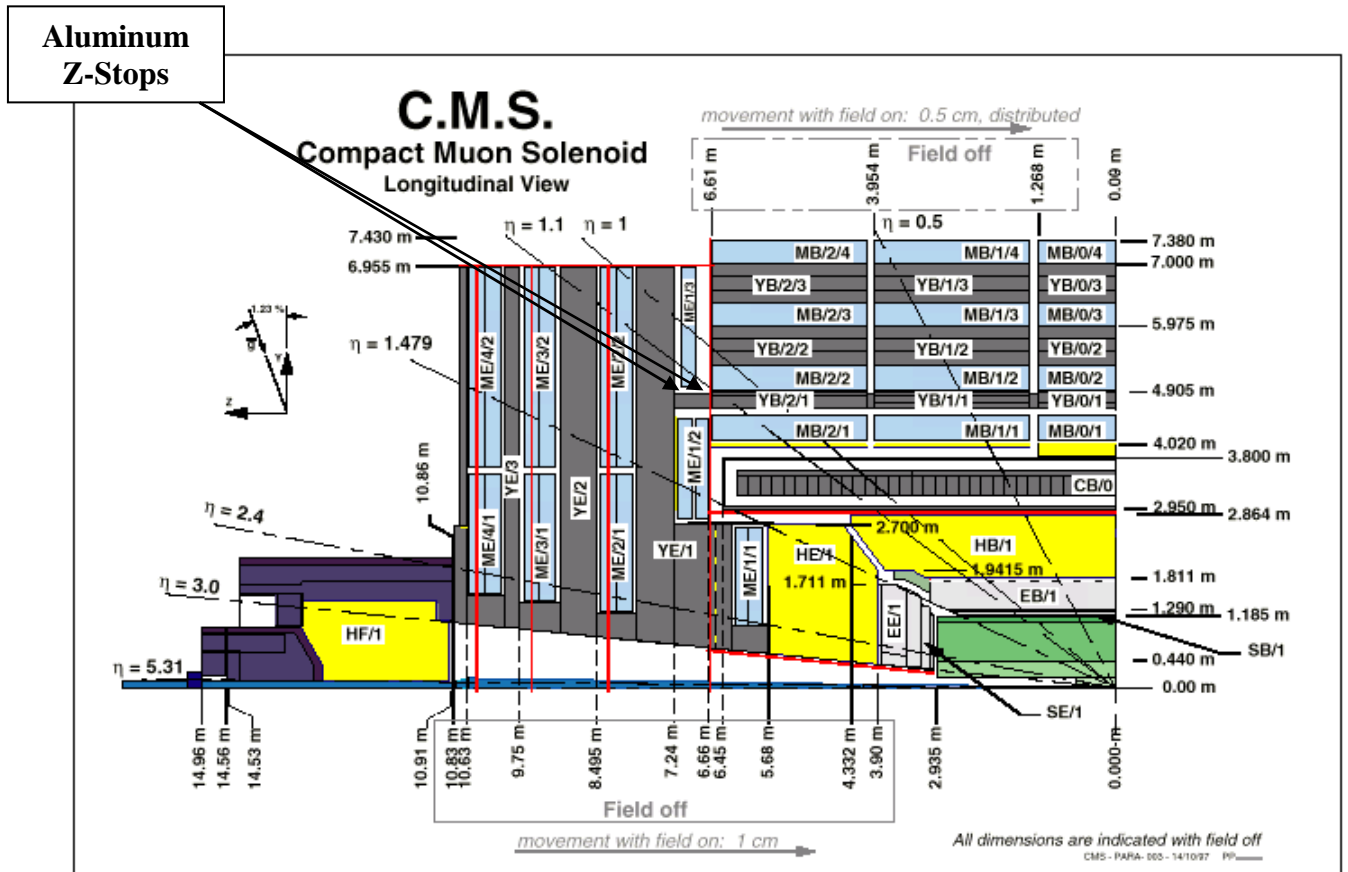 Aluminum
Z-Stops
C.M.S.
Compact Muon Solenoid
Longitudinal View
movement with field on: 0.5 cm, distributed
Field off
6.61 m
3.954 m
1.268 m
0.09 m
η = 1.1
η = 1
η = 0.5
7.430 m
6.955 m
7.380 m
7.000 m
5.975 m
4.905 m
4.020 m
3.800 m
2.950 m
2.864 m
1.811 m
1.290 m
1.185 m
0.440 m
0.00 m
MB/2/4
MB/1/4
MB/0/4
YB/2/3
YB/1/3
YB/0/3
MB/2/3
MB/1/3
MB/0/3
YB/2/2
YB/1/2
YB/0/2
MB/2/2
MB/1/2
MB/0/2
YB/2/1
YB/1/1
YB/0/1
MB/2/1
MB/1/1
MB/0/1
CB/0
1.23 %
g
Y
Z
η = 1.479
η = 2.4
η = 3.0
η = 5.31
10.86 m
ME/4/2
ME/3/2
ME/1/3
ME/1/2
YE/3
YE/2
YE/1
ME/4/1
ME/3/1
ME/2/1
ME/1/1
HF/1
2.700 m
HB/1
1.711 m
1.9415 m
EB/1
EE/1
SB/1
SE/1
14.96 m
14.56 m
14.53 m
10.91 m
10.83 m
10.63 m
9.75 m
8.495 m
7.24 m
6.66 m
6.45 m
5.68 m
4.332 m
3.90 m
2.935 m
0.000 m
Field off
movement with field on: 1 cm
All dimensions are indicated with field off
CMS - PARA- 003 - 14/10/97 PP